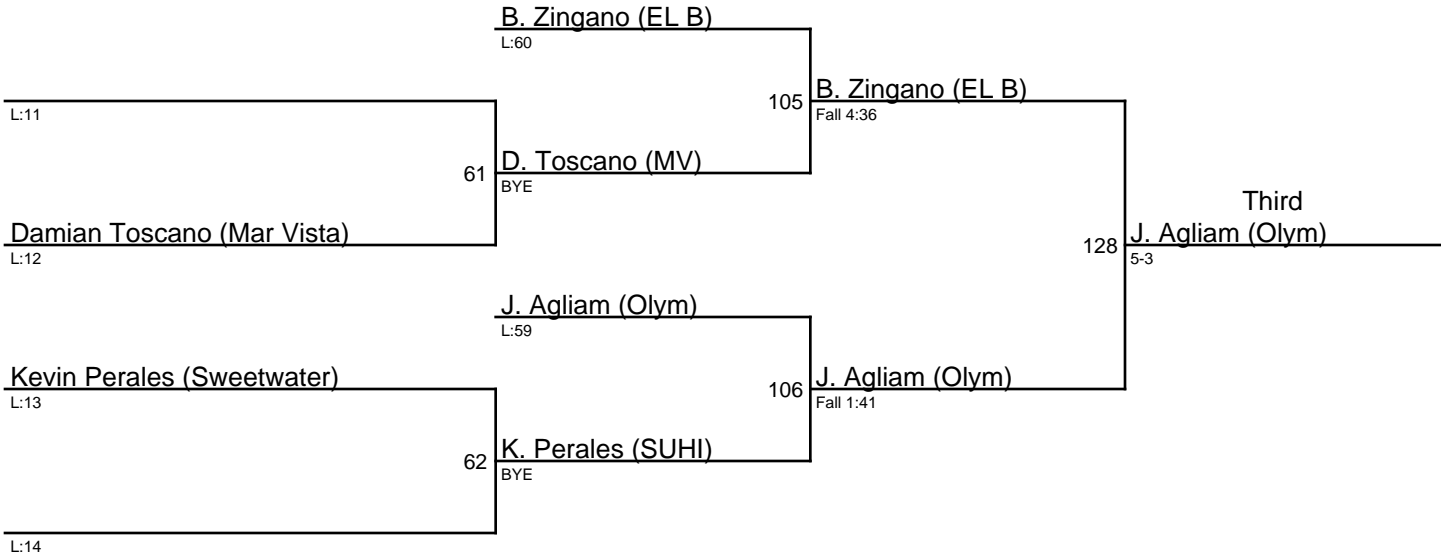 B. Zingano (EL B)
L:60
L:11
105
B. Zingano (EL B)
Fall 4:36
61
D. Toscano (MV)
BYE
Damian Toscano (Mar Vista)
L:12
Third
128
J. Agliam (Olym)
5-3
J. Agliam (Olym)
L:59
Kevin Perales (Sweetwater)
L:13
106
J. Agliam (Olym)
Fall 1:41
62
K. Perales (SUHI)
BYE
L:14